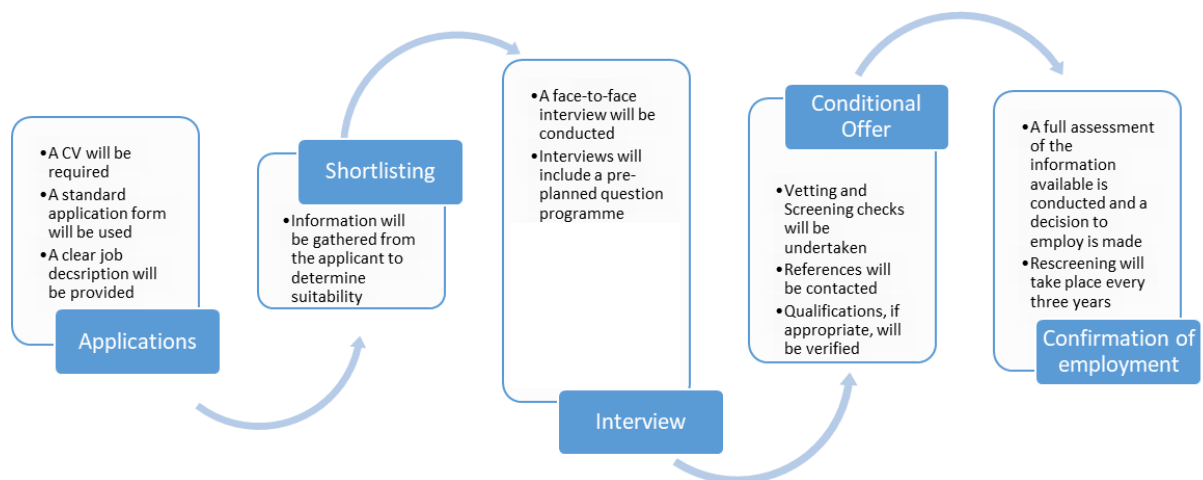 •A CV will be
required
•A standard
application form
will be used
•A clear job
decsription will
be provided
Applications
Shortlisting
•Information will
be gathered from
the applicant to
determine
suitability
•A face-to-face
interview will be
conducted
•Interviews will
include a pre-
planned question
programme
Interview
Conditional
Offer
•Vetting and
Screening checks
will be
undertaken
•References will
be contacted
•Qualifications, if
appropriate, will
be verified
•A full assessment
of the
information
available is
conducted and a
decision to
employ is made
•Rescreening will
take place every
three years
Confirmation of
employment